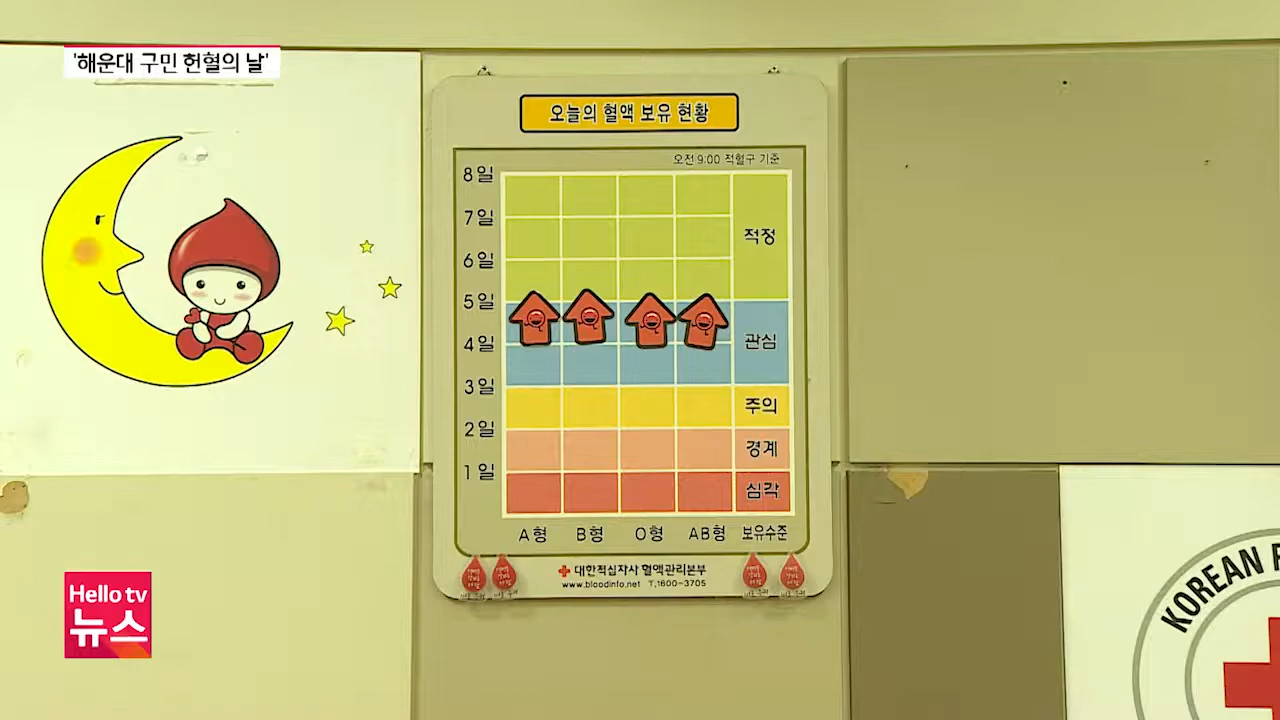 '해운대 구민 헌혈의 날'
오늘의 혈액 보유 현황
오전 9:00 적혈구 기준
8일
7일
적정
6일
5일
4일
관심
3일
주의
2일
경계
1일
심각
A형 B형 O형 AB형 보유수준
대한적십자사 혈액관리본부
www.bloodinfo.net T.1600-3705
Hello tv
뉴스
KOREAN